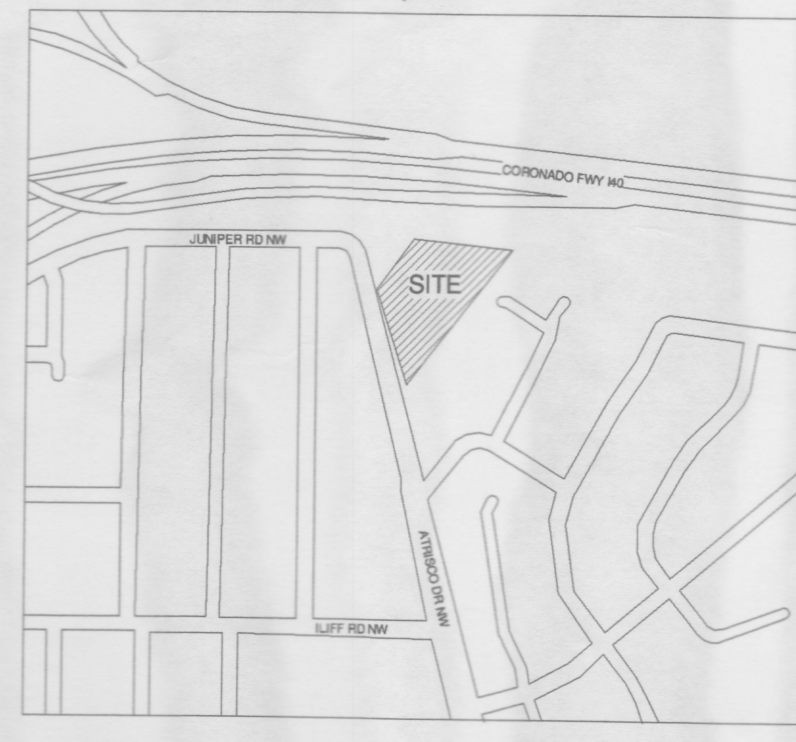 CORONADO FWY I40
JUNIPER RD NW
SITE
ATRISCO DR NW
ILIFF RD NW